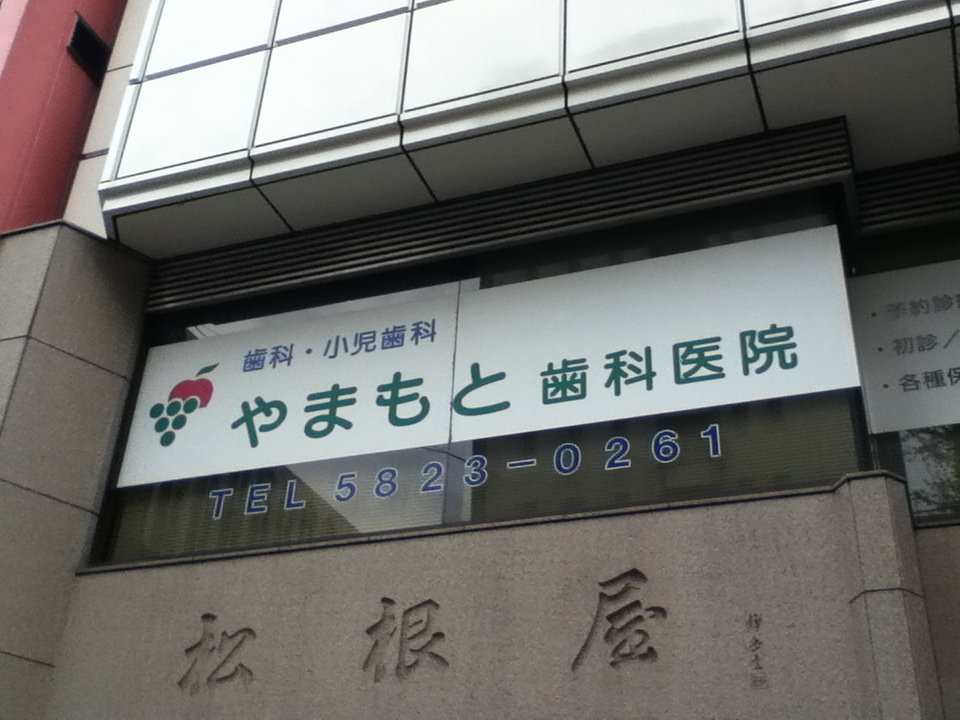 歯科・小児歯科
やまもと歯科医院
TEL 5823-0261
・予約診
・初診／
・各種保
松根屋